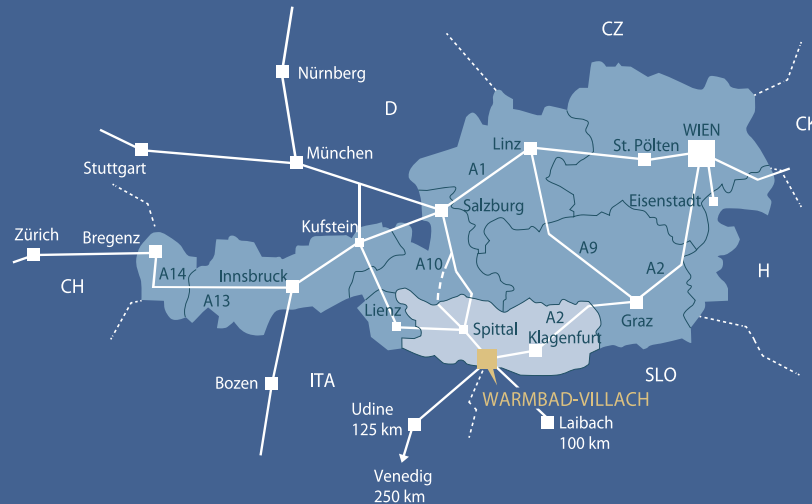 CZ
Nürnberg
D
CK
WIEN
Linz
St. Pölten
München
Stuttgart
A1
Eisenstadt
Salzburg
Kufstein
Zürich
Bregenz
A9
A10
A2
H
A14
Innsbruck
CH
A13
Lienz
A2
Graz
Spittal
Klagenfurt
SLO
Bozen
ITA
WARMBAD-VILLACH
Udine
125 km
Laibach
100 km
Venedig
250 km